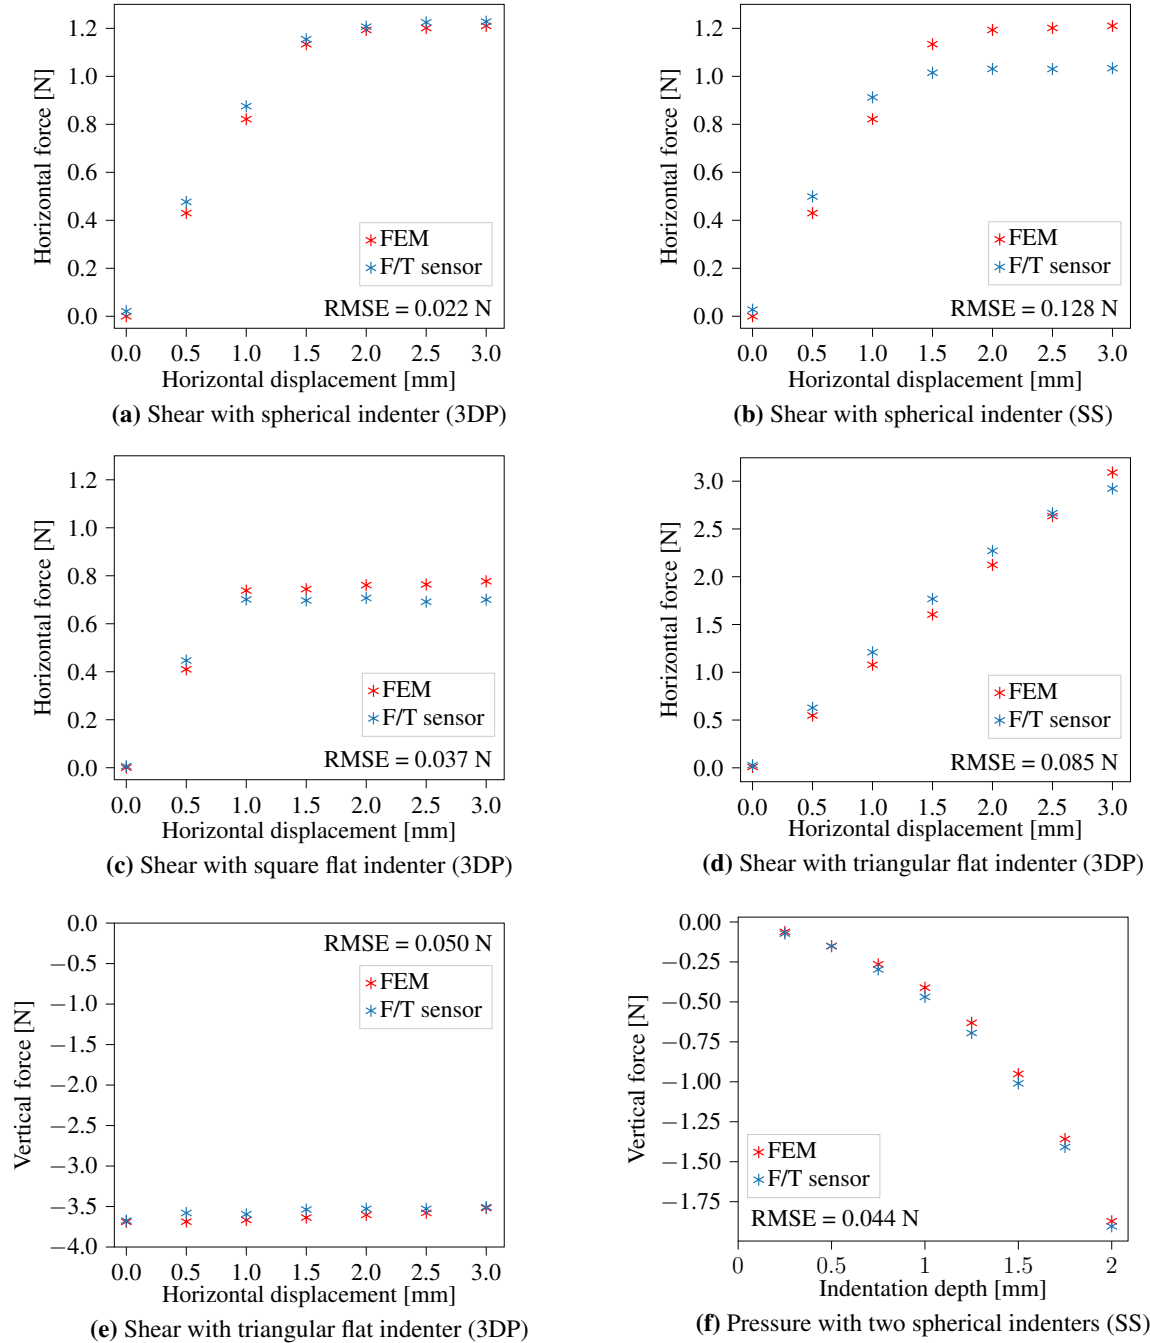 1.2
1.0
0.8
0.6
0.4
0.2
0.0
Horizontal force [N]
FEM
F/T sensor
RMSE = 0.022 N
0.0 0.5 1.0 1.5 2.0 2.5 3.0
Horizontal displacement [mm]
(a) Shear with spherical indenter (3DP)
1.2
1.0
0.8
0.6
0.4
0.2
0.0
Horizontal force [N]
FEM
F/T sensor
RMSE = 0.128 N
0.0 0.5 1.0 1.5 2.0 2.5 3.0
Horizontal displacement [mm]
(b) Shear with spherical indenter (SS)
1.2
1.0
0.8
0.6
0.4
0.2
0.0
Horizontal force [N]
FEM
F/T sensor
RMSE = 0.037 N
0.0 0.5 1.0 1.5 2.0 2.5 3.0
Horizontal displacement [mm]
(c) Shear with square flat indenter (3DP)
3.0
2.5
2.0
1.5
1.0
0.5
0.0
Horizontal force [N]
FEM
F/T sensor
RMSE = 0.085 N
0.0 0.5 1.0 1.5 2.0 2.5 3.0
Horizontal displacement [mm]
(d) Shear with triangular flat indenter (3DP)
0.0
−0.5
−1.0
−1.5
−2.0
−2.5
−3.0
−3.5
−4.0
Vertical force [N]
RMSE = 0.050 N
FEM
F/T sensor
0.0 0.5 1.0 1.5 2.0 2.5 3.0
Horizontal displacement [mm]
(e) Shear with triangular flat indenter (3DP)
0.00
−0.25
−0.50
−0.75
−1.00
−1.25
−1.50
−1.75
Vertical force [N]
FEM
F/T sensor
RMSE = 0.044 N
0 0.5 1 1.5 2
Indentation depth [mm]
(f) Pressure with two spherical indenters (SS)